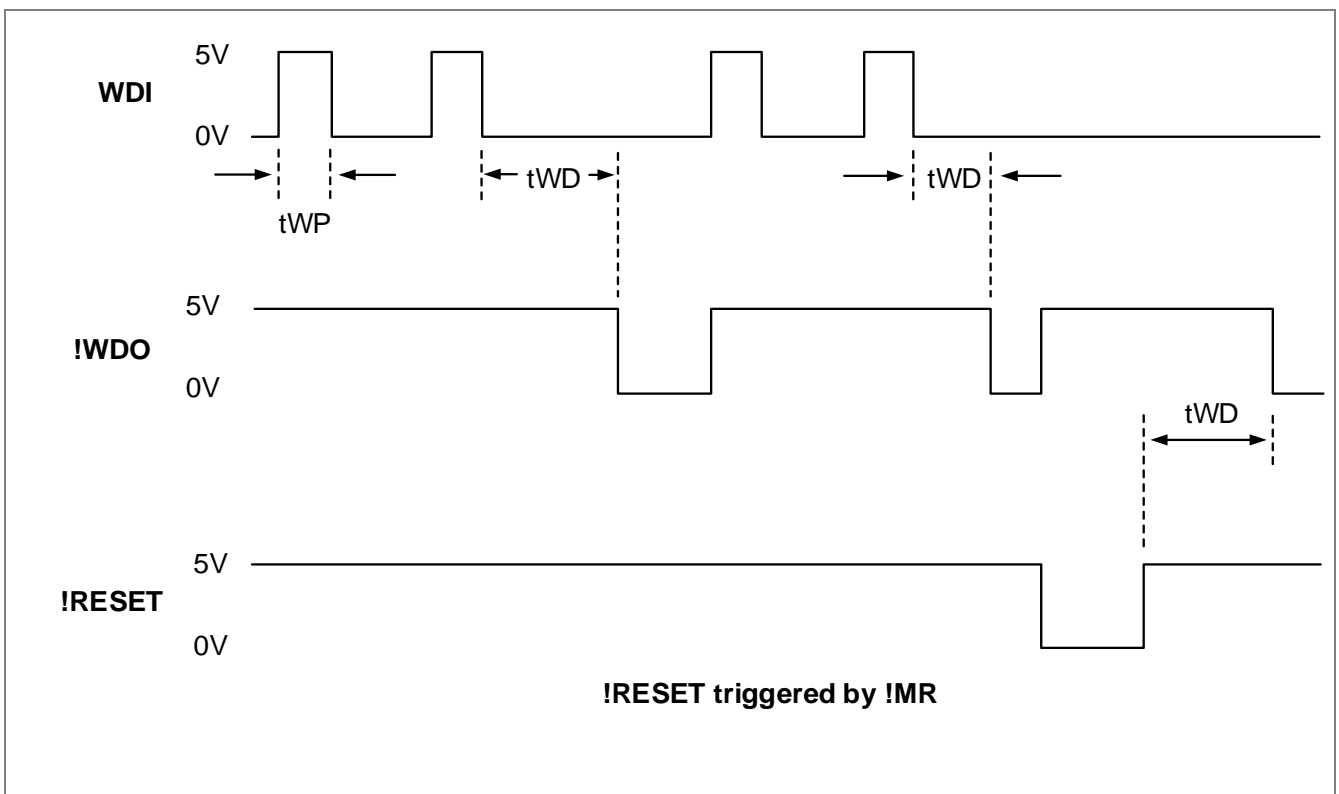 5V
WDI
0V
tWD
tWD
tWP
5V
!WDO
0V
tWD
5V
!RESET
0V
!RESET triggered by !MR